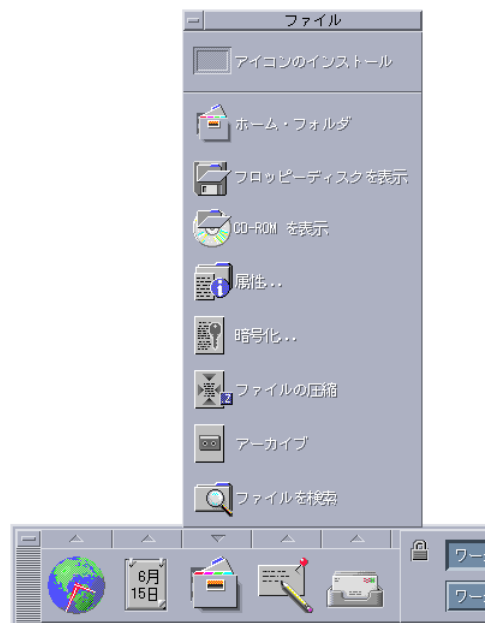 ファイル
アイコンのインストール
ホーム・フォルダ
フロッピーディスクを表示
CD-ROM を表示
属性..
暗号化..
ファイルの圧縮
.Z
アーカイブ
ファイルを検索
6月
15日